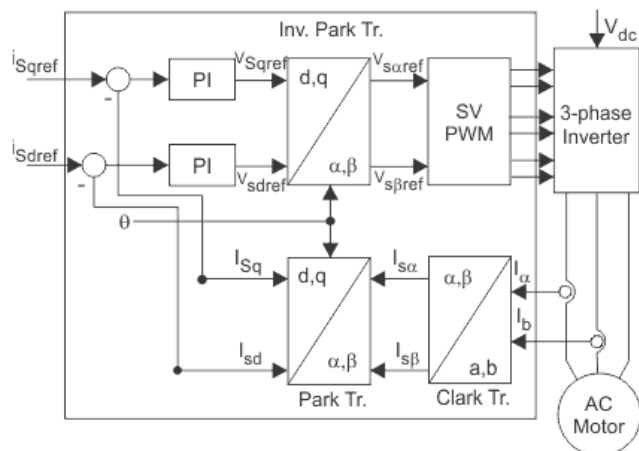 Inv. Park Tr.
V_dc
i_Sqref
PI
V_Sqref
d,q
α,β
V_sαref
SV
PWM
3-phase
Inverter
-
i_Sdref
PI
V_sdref
V_sβref
-
θ
I_Sq
d,q
α,β
I_sα
α,β
a,b
I_α
I_b
I_sd
I_sβ
Park Tr.
Clark Tr.
AC
Motor